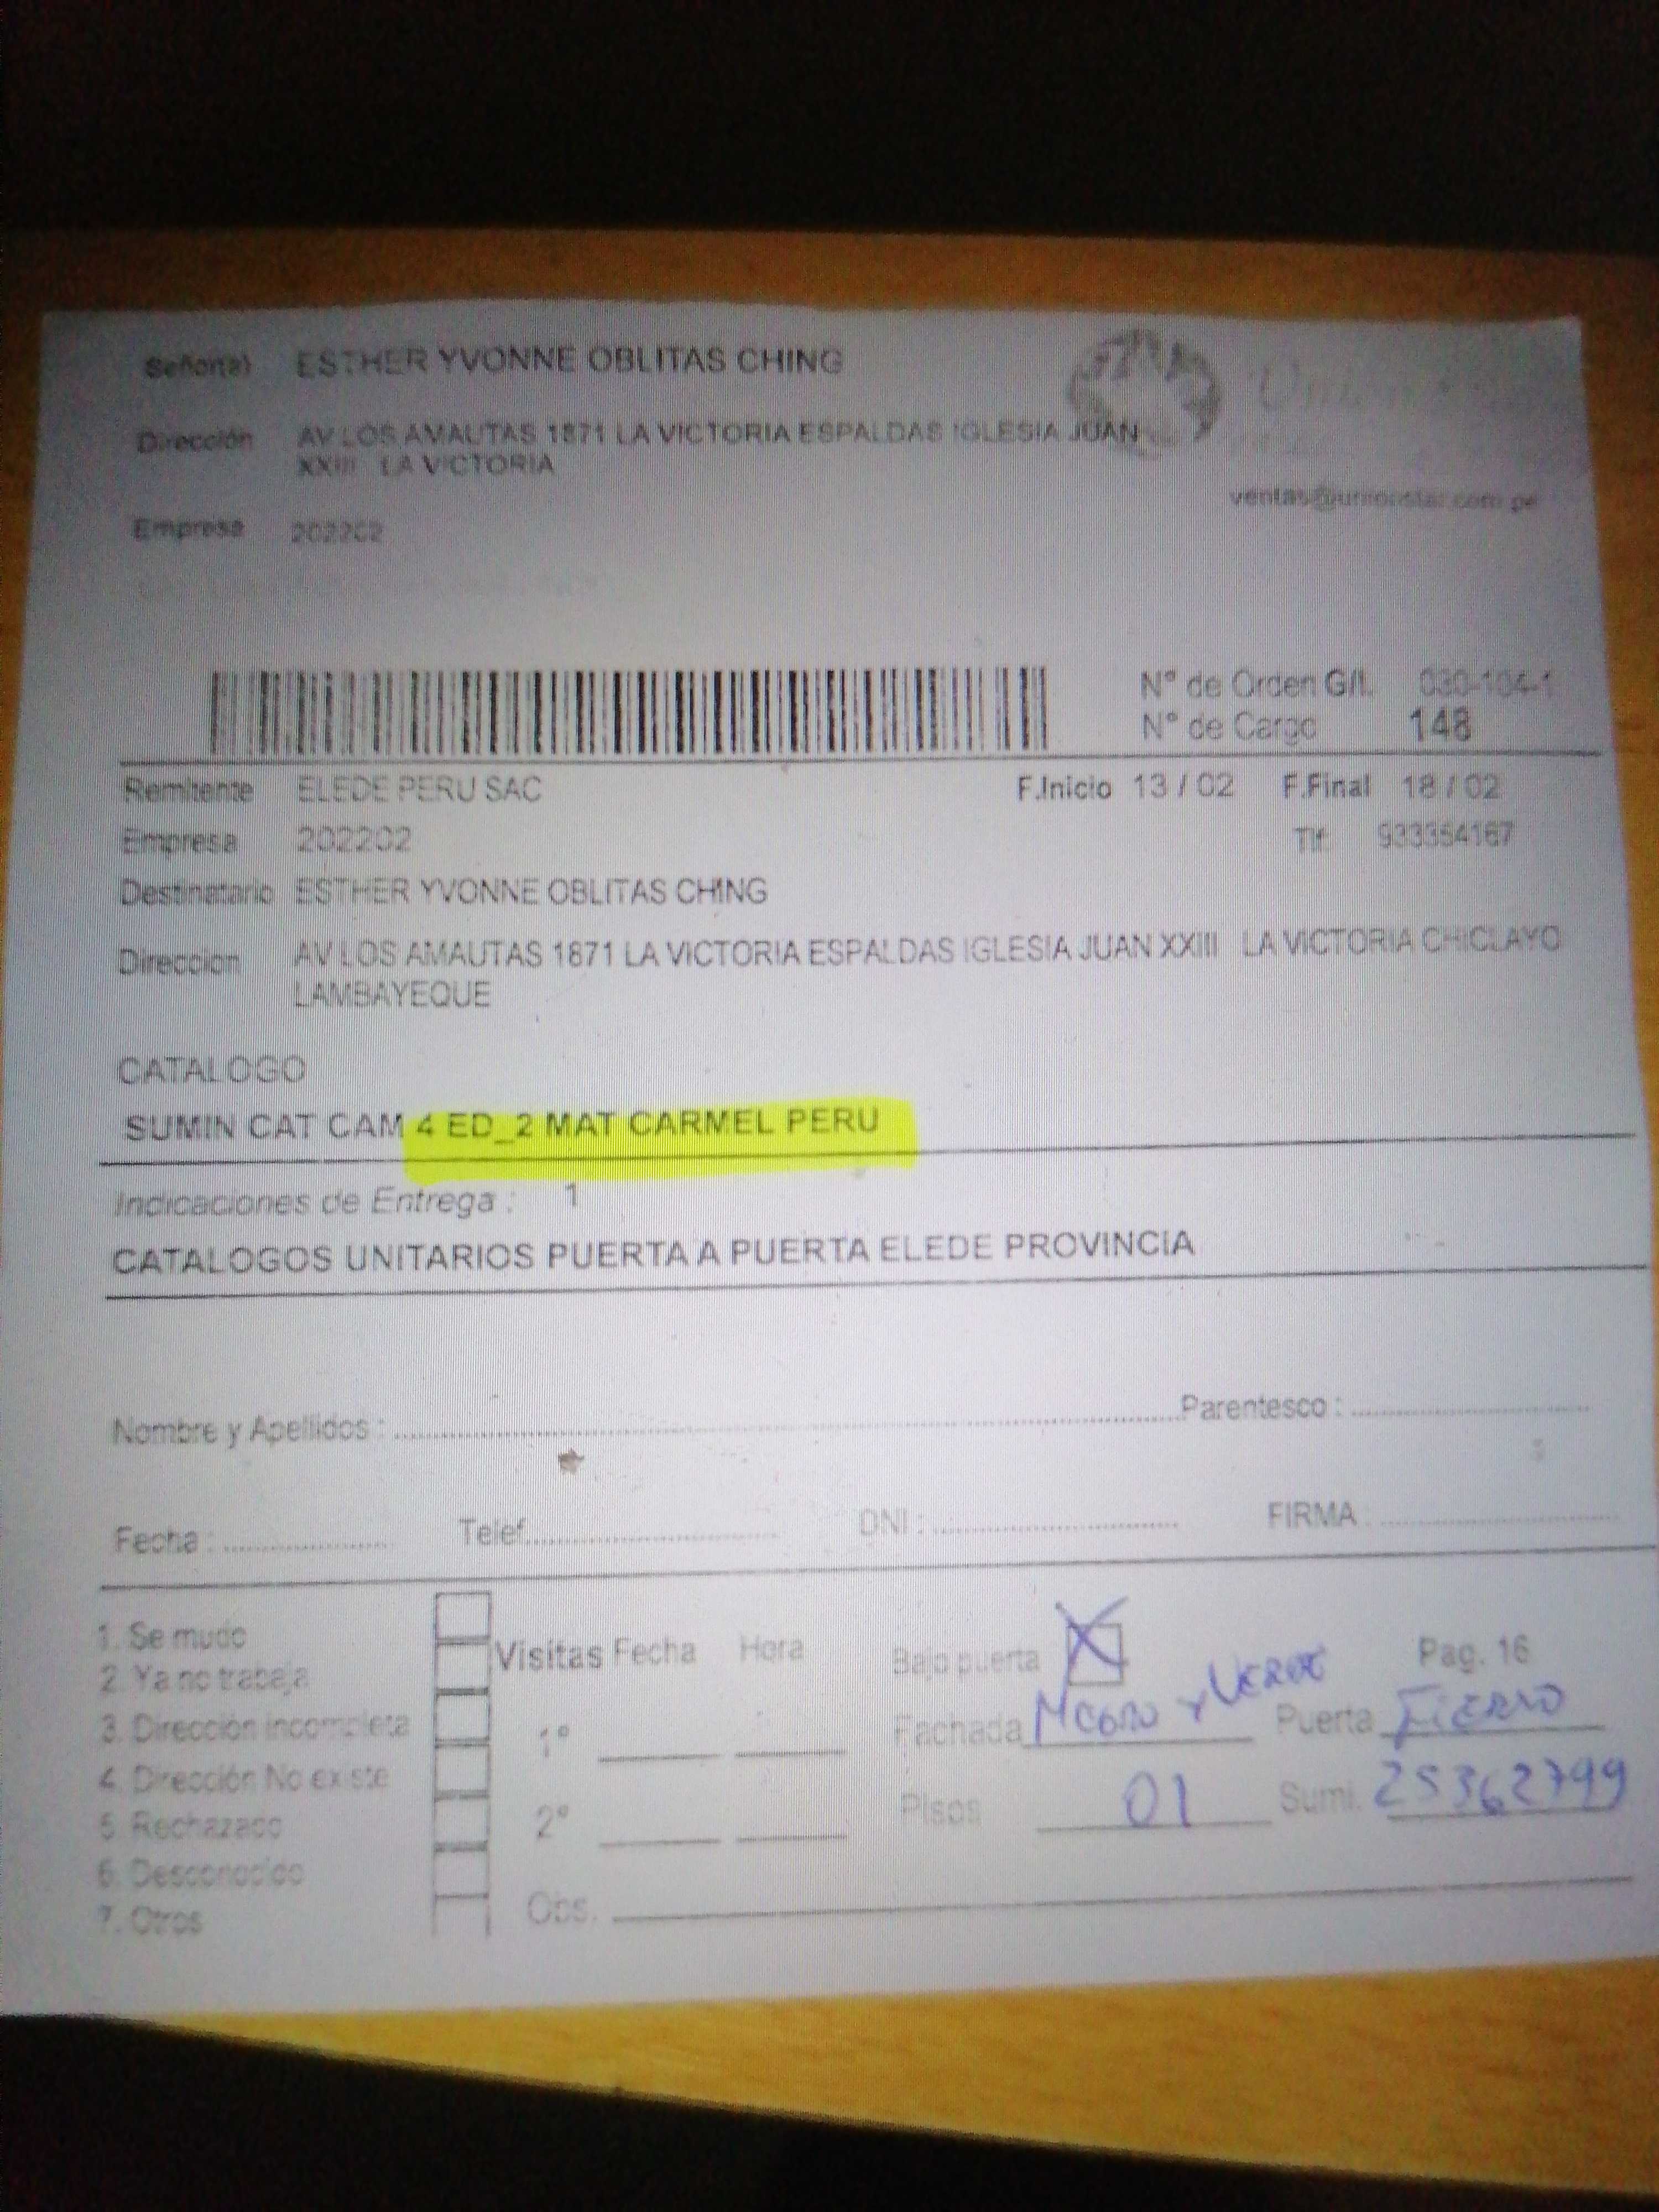 Señor(a) ESTHER YVONNE OBLITAS CHING
Dirección AV LOS AMAUTAS 1871 LA VICTORIA ESPALDAS IGLESIA JUAN
XXIII LA VICTORIA
ventas@unionstar.com.pe
Empresa 202202
N° de Orden G/I. 030-104-1
N° de Cargo 148
Remitente ELEDE PERU SAC F.Inicio 13 / 02 F.Final 18 / 02
Empresa 202202 Tlf. 933354167
Destinatario ESTHER YVONNE OBLITAS CHING
Direccion AV LOS AMAUTAS 1871 LA VICTORIA ESPALDAS IGLESIA JUAN XXIII LA VICTORIA CHICLAYO
LAMBAYEQUE
CATALOGO
SUMIN CAT CAM 4 ED_2 MAT CARMEL PERU
Indicaciones de Entrega : 1
CATALOGOS UNITARIOS PUERTA A PUERTA ELEDE PROVINCIA
Nombre y Apellidos : Parentesco :
Fecha : Telef. DNI : FIRMA :
1. Se mudo
2. Ya no trabaja
3. Dirección incompleta
4. Dirección No existe
5. Rechazado
6. Desconocido
7. Otros
Visitas Fecha Hora
1°
2°
Obs.
Bajo puerta X Pag. 16
Fachada Negro y Verde Puerta Fierro
Pisos 01 Sumi. 25362799